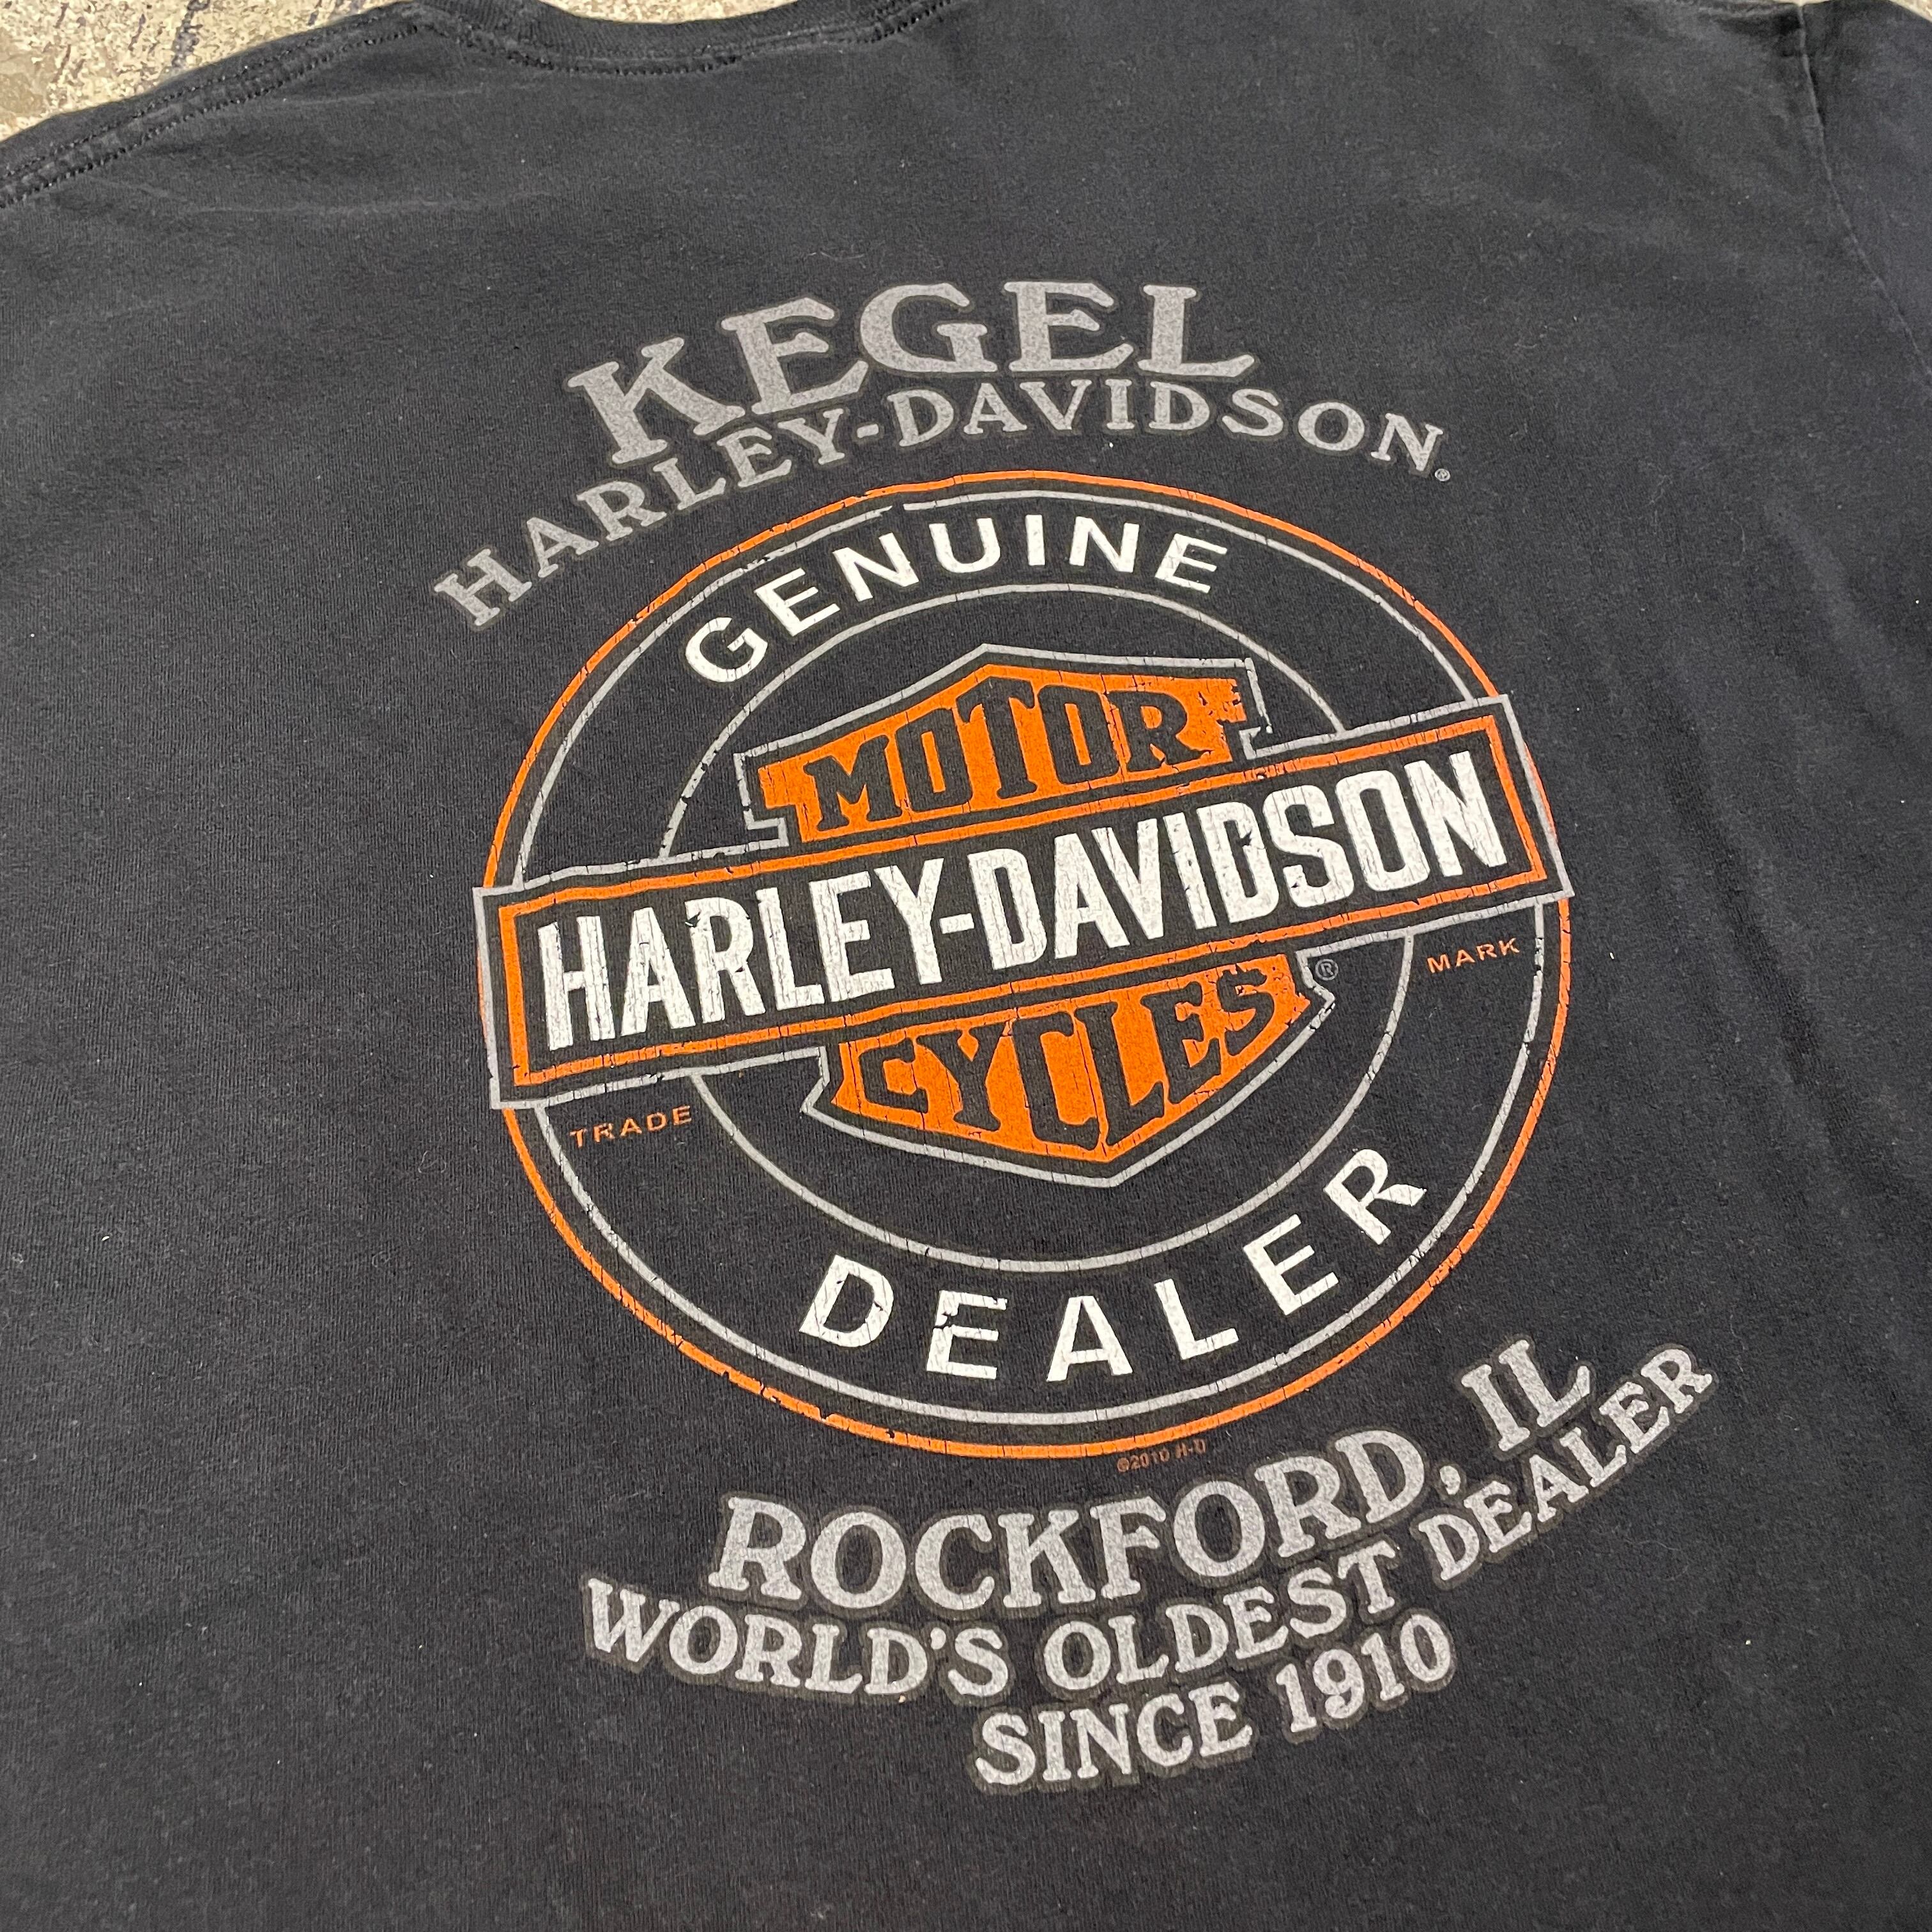 KEGEL
HARLEY-DAVIDSON®
GENUINE
MOTOR
HARLEY-DAVIDSON
CYCLES ®
TRADE MARK
DEALER
©2010 H-D
ROCKFORD, IL
WORLD'S OLDEST DEALER
SINCE 1910